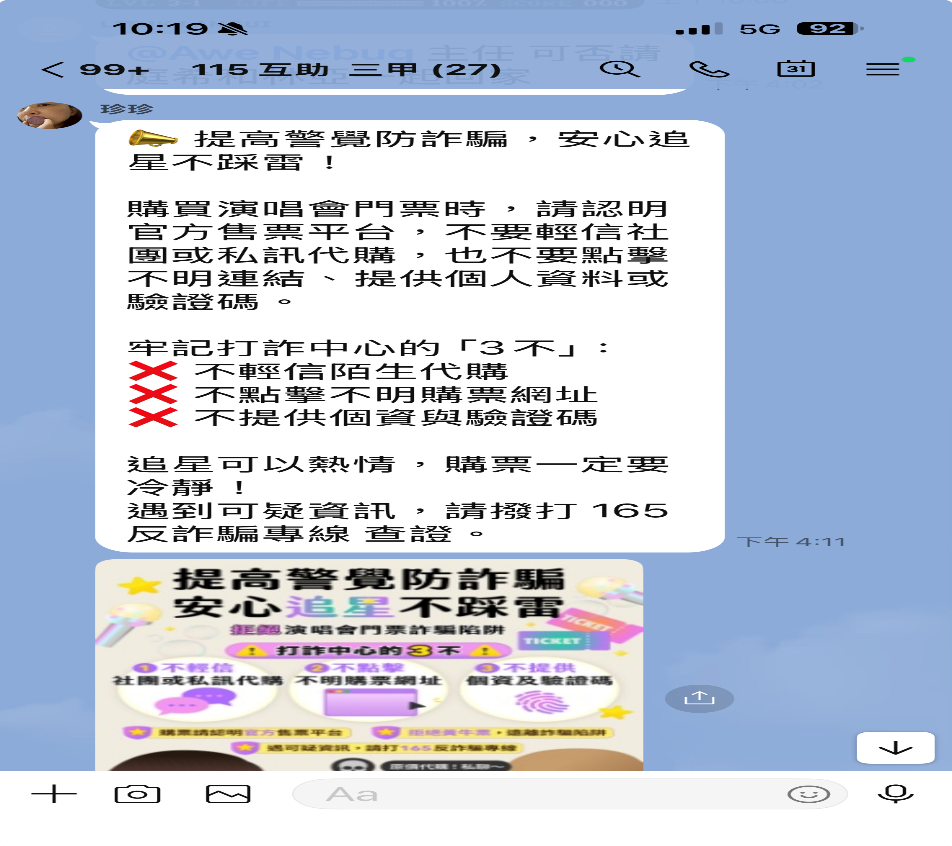 10:19
5G
92
@Awe Nebug 主任 可否請
99+
115 互助 三甲 (27)
31
珍珍
提高警覺防詐騙，安心追
星不踩雷！
購買演唱會門票時，請認明
官方售票平台，不要輕信社
團或私訊代購，也不要點擊
不明連結、提供個人資料或
驗證碼。
牢記打詐中心的「3 不」：
不輕信陌生代購
不點擊不明購票網址
不提供個資與驗證碼
追星可以熱情，購票一定要
冷靜！
遇到可疑資訊，請撥打 165
反詐騙專線 查證。
下午 4:11
提高警覺防詐騙
安心追星不踩雷
拒絕演唱會門票詐騙陷阱
TICKET
TICKET
打詐中心的3不
1 不輕信
社團或私訊代購
2 不點擊
不明購票網址
3 不提供
個資及驗證碼
購票請認明官方售票平台
拒絕黃牛票，遠離詐騙陷阱
遇可疑資訊，請打165反詐騙專線
Aa